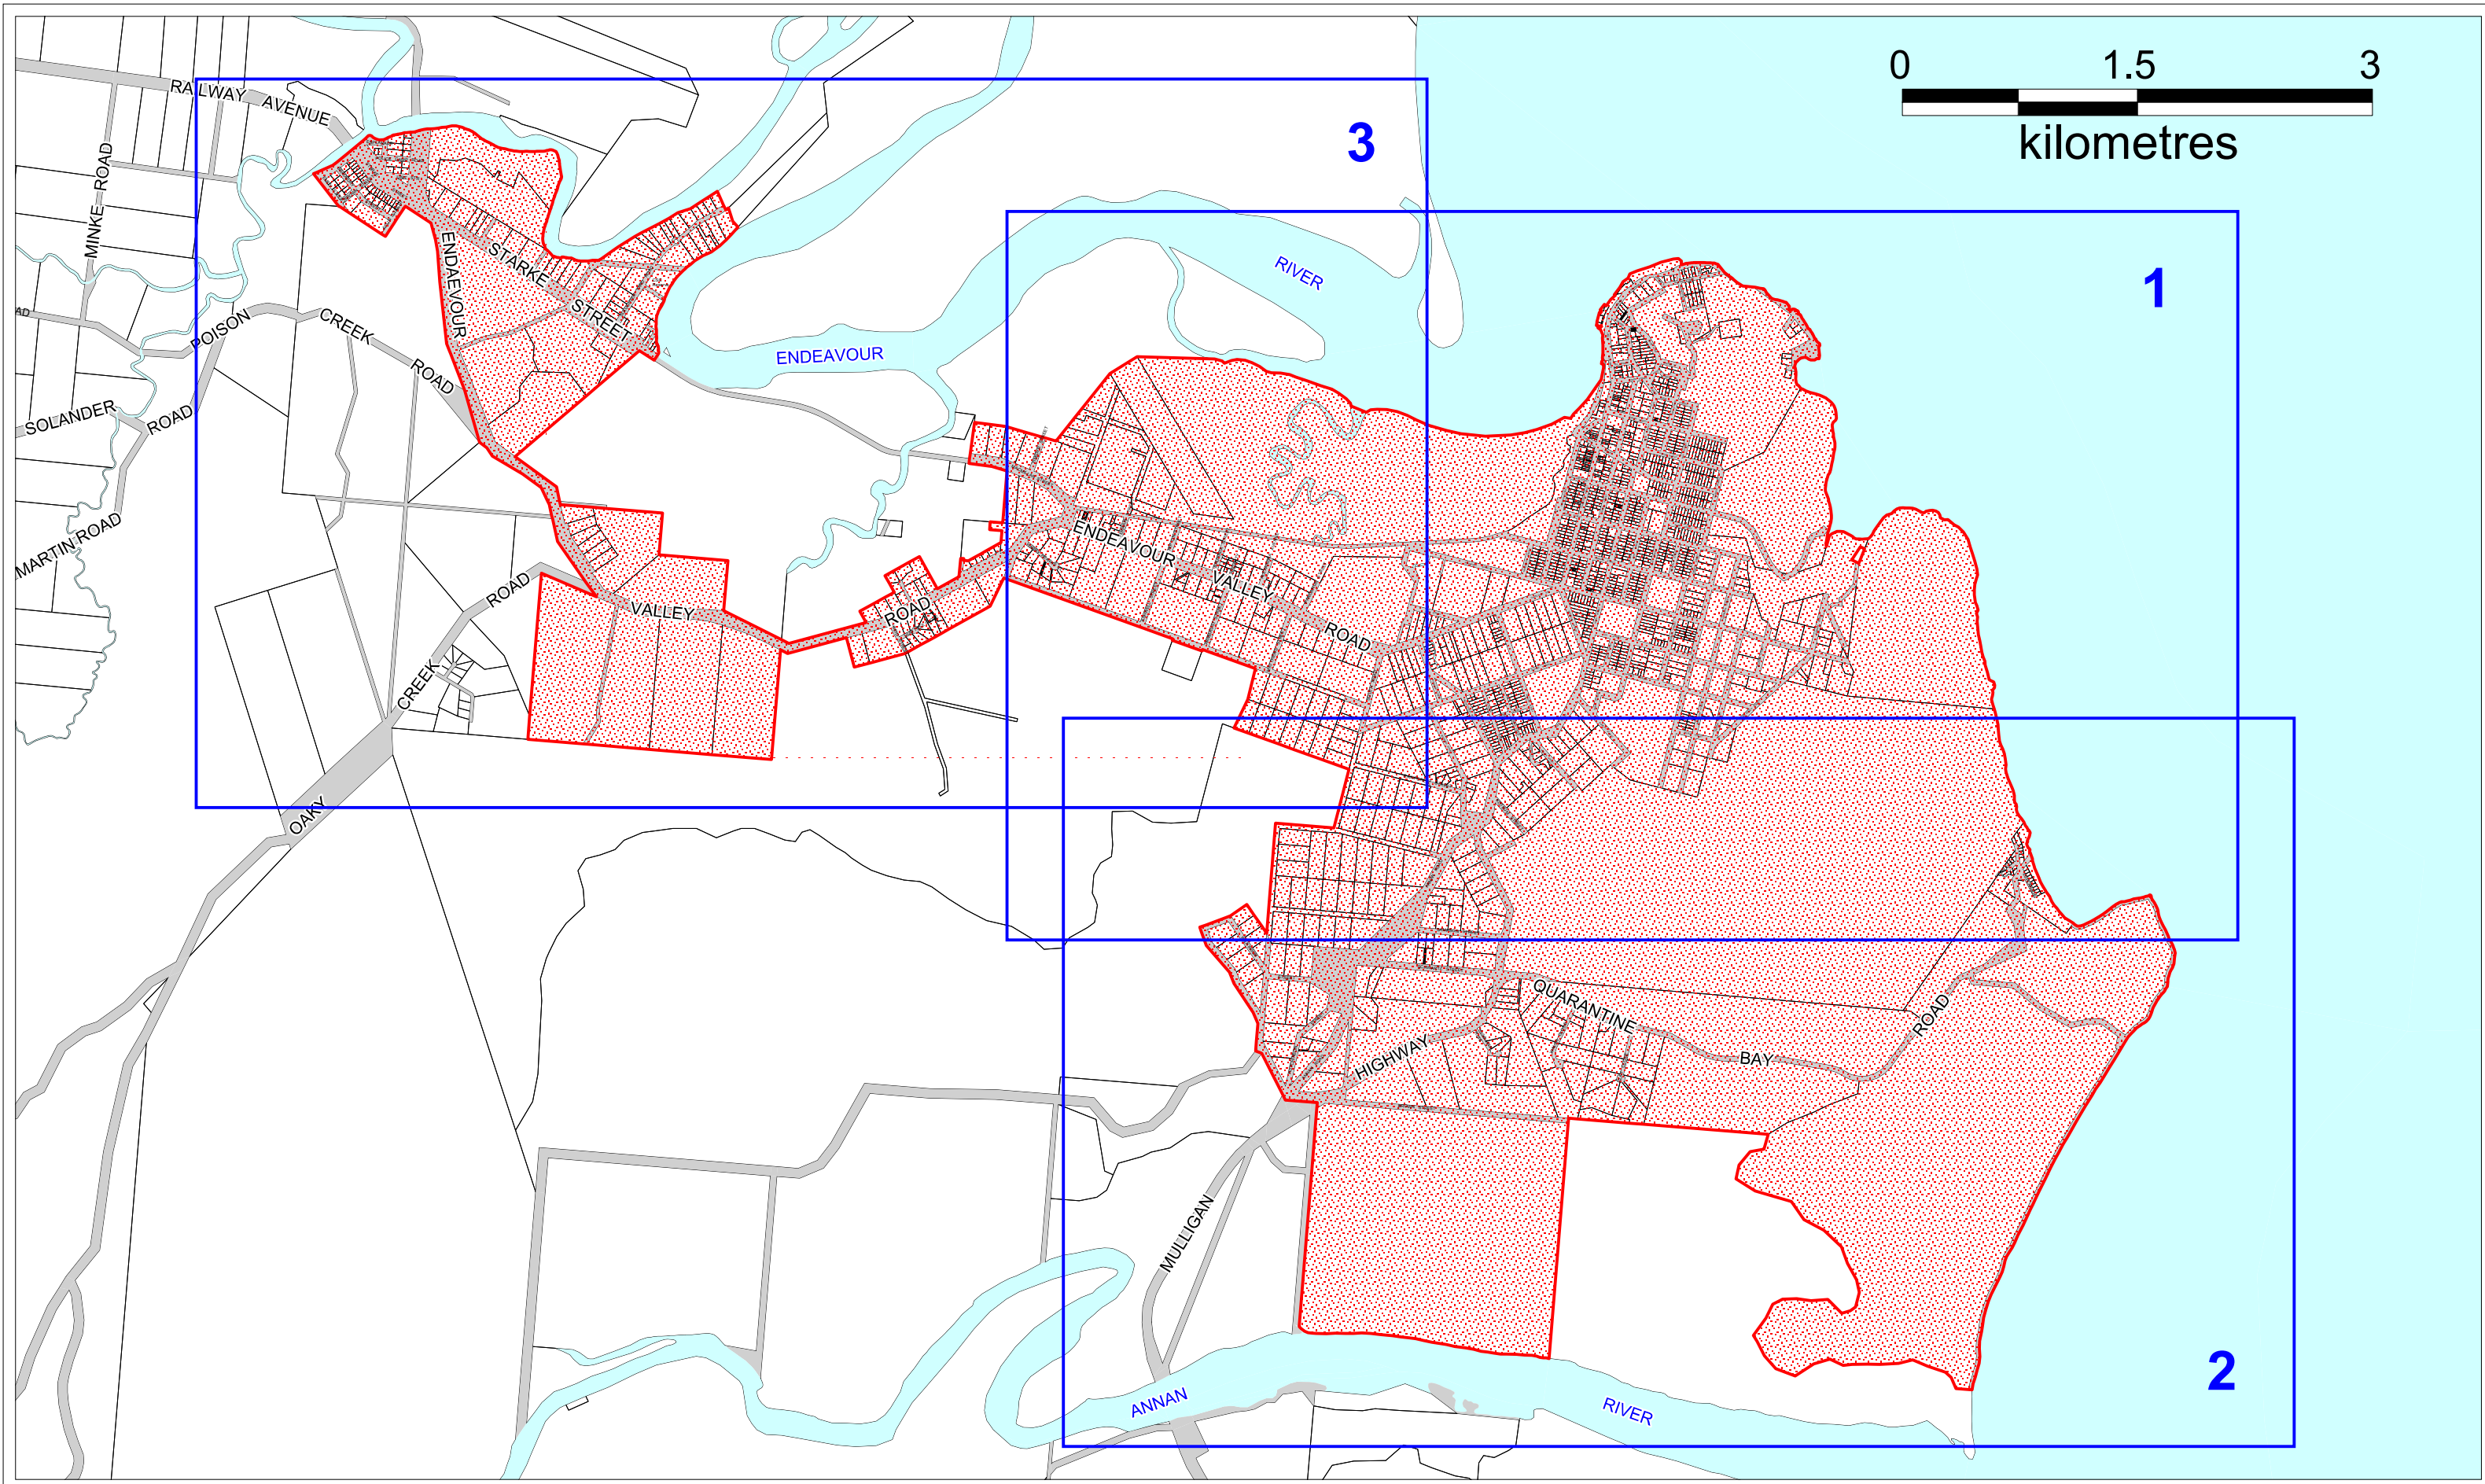 0 1.5 3
kilometres
RAILWAY AVENUE
3
MINKE ROAD
ENDAEVOUR
STARKE
STREET
RIVER
1
POISON
CREEK
ROAD
ENDEAVOUR
AD
SOLANDER
ROAD
ENDEAVOUR
VALLEY
ROAD
MARTIN ROAD
ROAD
VALLEY
ROAD
CREEK
OAKY
QUARANTINE
ROAD
HIGHWAY
BAY
MULLIGAN
2
ANNAN
RIVER